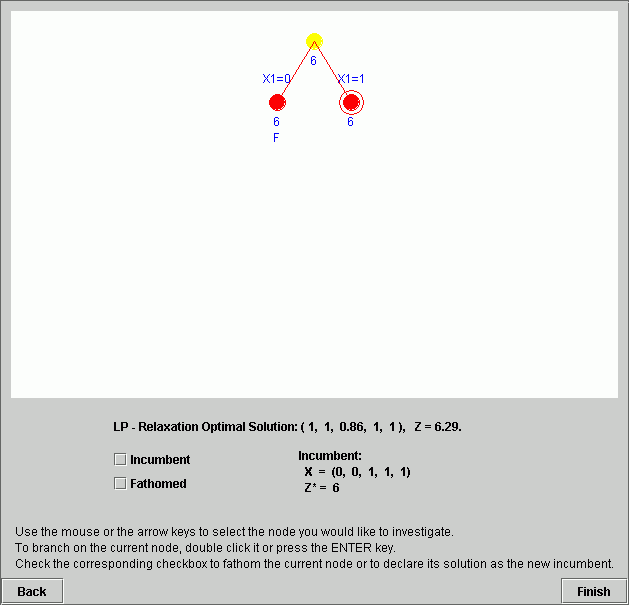 6
X1=0 X1=1
6 6
F
LP - Relaxation Optimal Solution: ( 1, 1, 0.86, 1, 1 ), Z = 6.29.
Incumbent
Fathomed
Incumbent:
X = (0, 0, 1, 1, 1)
Z* = 6
Use the mouse or the arrow keys to select the node you would like to investigate.
To branch on the current node, double click it or press the ENTER key.
Check the corresponding checkbox to fathom the current node or to declare its solution as the new incumbent.
Back Finish